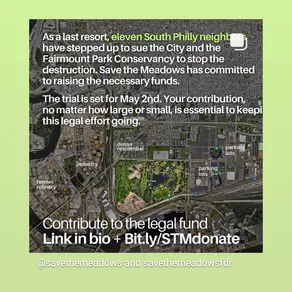 As a last resort, eleven South Philly neighbors
have stepped up to sue the City and the
Fairmount Park Conservancy to stop the
destruction. Save the Meadows has committed
to raising the necessary funds.
The trial is set for May 2nd. Your contribution,
no matter how large or small, is essential to keepi
this legal effort going.
dense
residential
parking
lots
industry
parking
lots
former
refinery
Contribute to the legal fund
Link in bio + Bit.ly/STMdonate
@savethemeadows and savethemeadowsfdr